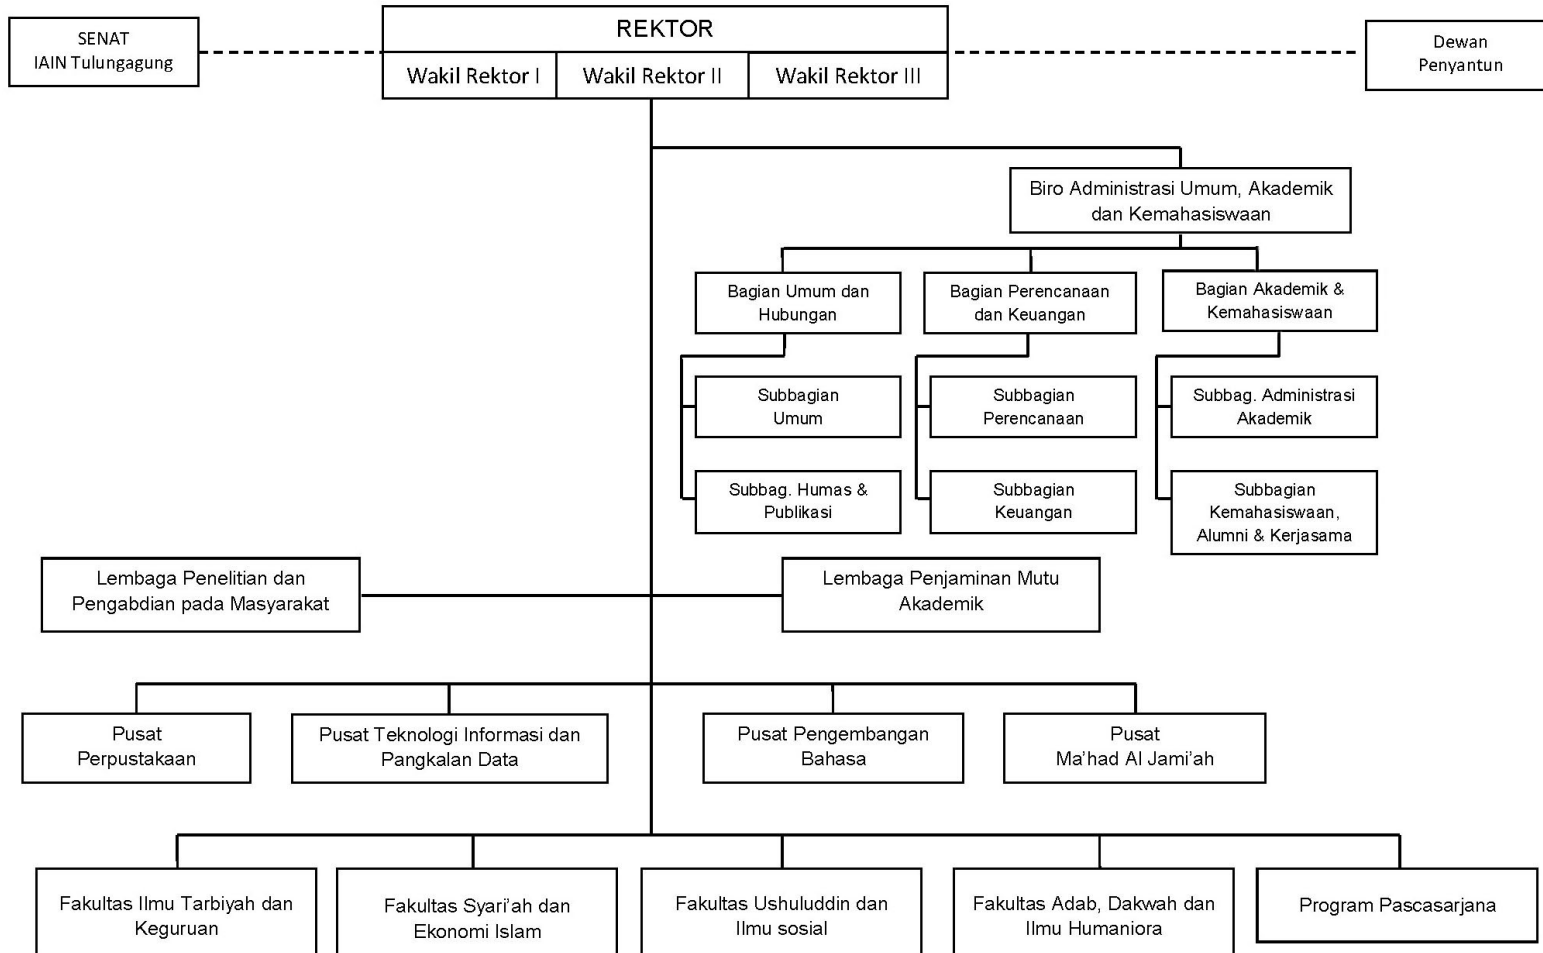 SENAT
IAIN Tulungagung
REKTOR
Wakil Rektor I
Wakil Rektor II
Wakil Rektor III
Dewan
Penyantun
Biro Administrasi Umum, Akademik
dan Kemahasiswaan
Bagian Umum dan
Hubungan
Bagian Perencanaan
dan Keuangan
Bagian Akademik &
Kemahasiswaan
Subbagian
Umum
Subbagian
Perencanaan
Subbag. Administrasi
Akademik
Subbag. Humas &
Publikasi
Subbagian
Keuangan
Subbagian
Kemahasiswaan,
Alumni & Kerjasama
Lembaga Penelitian dan
Pengabdian pada Masyarakat
Lembaga Penjaminan Mutu
Akademik
Pusat
Perpustakaan
Pusat Teknologi Informasi dan
Pangkalan Data
Pusat Pengembangan
Bahasa
Pusat
Ma’had Al Jami’ah
Fakultas Ilmu Tarbiyah dan
Keguruan
Fakultas Syari’ah dan
Ekonomi Islam
Fakultas Ushuluddin dan
Ilmu sosial
Fakultas Adab, Dakwah dan
Ilmu Humaniora
Program Pascasarjana